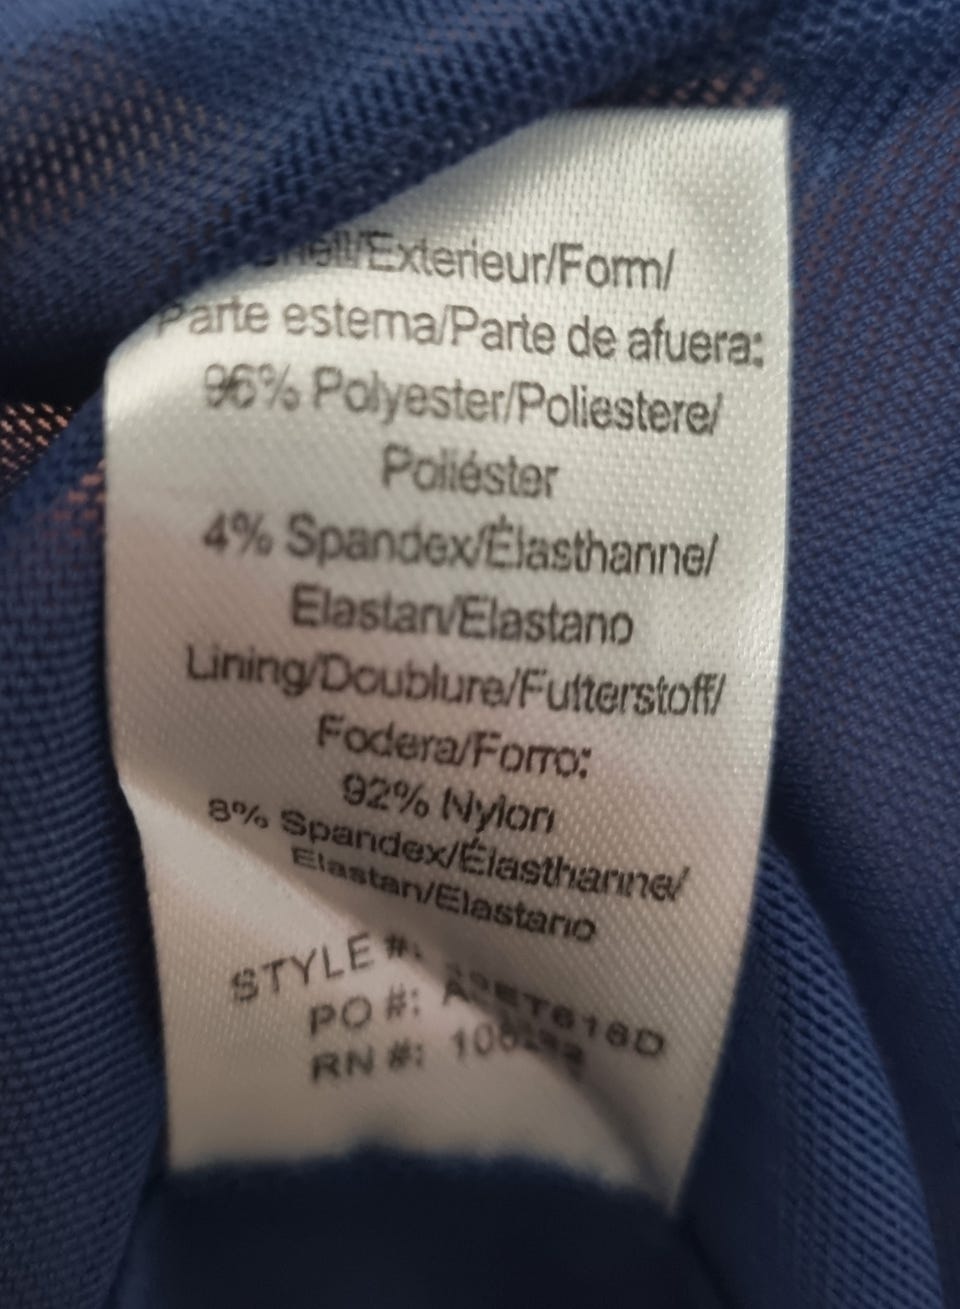 Shell/Exterieur/Form/
Parte esterna/Parte de afuera:
96% Polyester/Poliestere/
Poliéster
4% Spandex/Élasthanne/
Elastan/Elastano
Lining/Doublure/Futterstoff/
Fodera/Forro:
92% Nylon
8% Spandex/Élasthanne/
Elastan/Elastano
STYLE #:
PO #:
RN #: